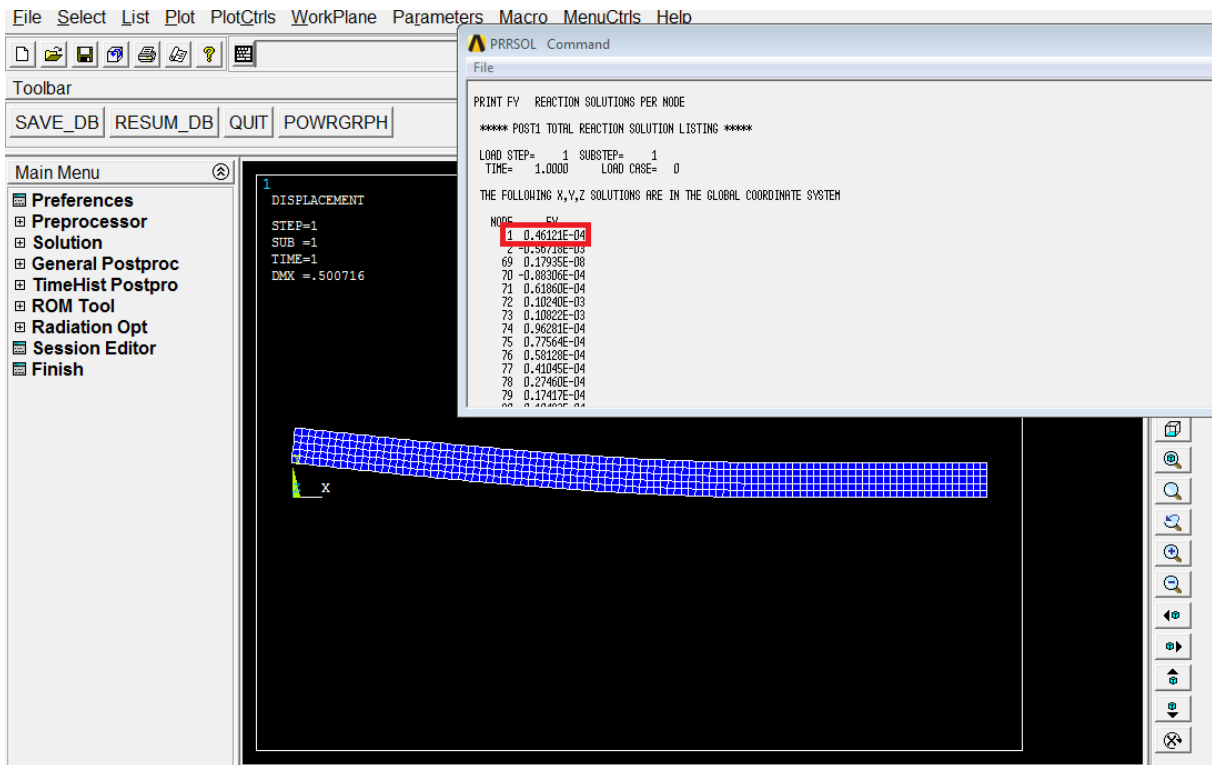 File Select List Plot PlotCtrls WorkPlane Parameters Macro MenuCtrls Help
Toolbar
SAVE_DB RESUM_DB QUIT POWRGRPH
Main Menu
Preferences
Preprocessor
Solution
General Postproc
TimeHist Postpro
ROM Tool
Radiation Opt
Session Editor
Finish
1
DISPLACEMENT
STEP=1
SUB =1
TIME=1
DMX =.500716
X
PRRSOL Command
File
PRINT FY REACTION SOLUTIONS PER NODE
***** POST1 TOTAL REACTION SOLUTION LISTING *****
LOAD STEP= 1 SUBSTEP= 1
TIME= 1.0000 LOAD CASE= 0
THE FOLLOWING X,Y,Z SOLUTIONS ARE IN THE GLOBAL COORDINATE SYSTEM
NODE FY
1 0.46121E-04
2 -0.56718E-03
69 0.17935E-08
70 -0.88306E-04
71 0.61860E-04
72 0.10240E-03
73 0.10822E-03
74 0.96281E-04
75 0.77564E-04
76 0.58128E-04
77 0.41045E-04
78 0.27460E-04
79 0.17417E-04